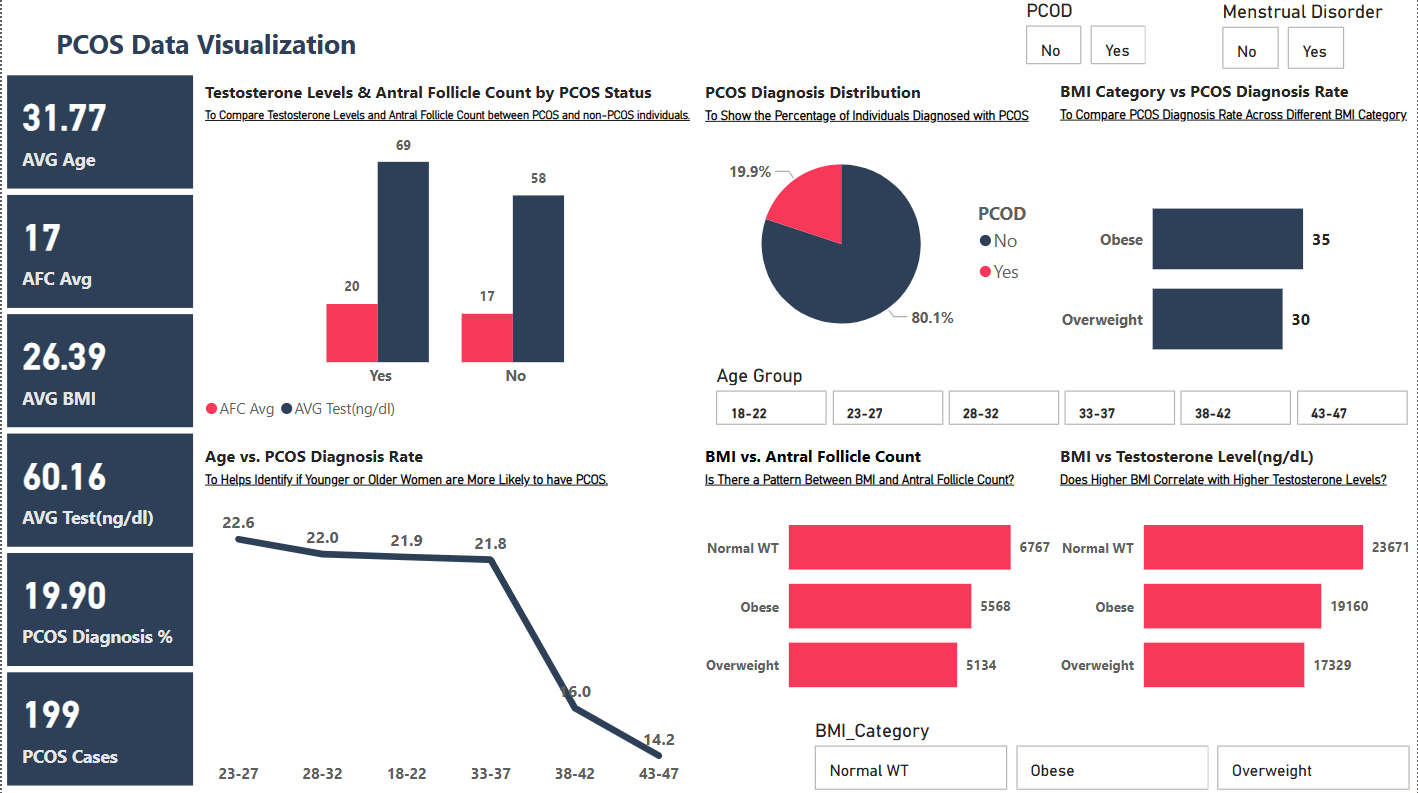 PCOS Data Visualization
PCOD
No
Yes
Menstrual Disorder
No
Yes
31.77
AVG Age
17
AFC Avg
26.39
AVG BMI
60.16
AVG Test(ng/dl)
19.90
PCOS Diagnosis %
199
PCOS Cases
Testosterone Levels & Antral Follicle Count by PCOS Status
To Compare Testosterone Levels and Antral Follicle Count between PCOS and non-PCOS individuals.
69
58
20
17
Yes
No
AFC Avg
AVG Test(ng/dl)
PCOS Diagnosis Distribution
To Show the Percentage of Individuals Diagnosed with PCOS
19.9%
80.1%
PCOD
No
Yes
BMI Category vs PCOS Diagnosis Rate
To Compare PCOS Diagnosis Rate Across Different BMI Category
Obese
35
Overweight
30
Age Group
18-22
23-27
28-32
33-37
38-42
43-47
Age vs. PCOS Diagnosis Rate
To Helps Identify if Younger or Older Women are More Likely to have PCOS.
22.6
22.0
21.9
21.8
16.0
14.2
23-27
28-32
18-22
33-37
38-42
43-47
BMI vs. Antral Follicle Count
Is There a Pattern Between BMI and Antral Follicle Count?
Normal WT
6767
Obese
5568
Overweight
5134
BMI vs Testosterone Level(ng/dL)
Does Higher BMI Correlate with Higher Testosterone Levels?
Normal WT
23671
Obese
19160
Overweight
17329
BMI_Category
Normal WT
Obese
Overweight